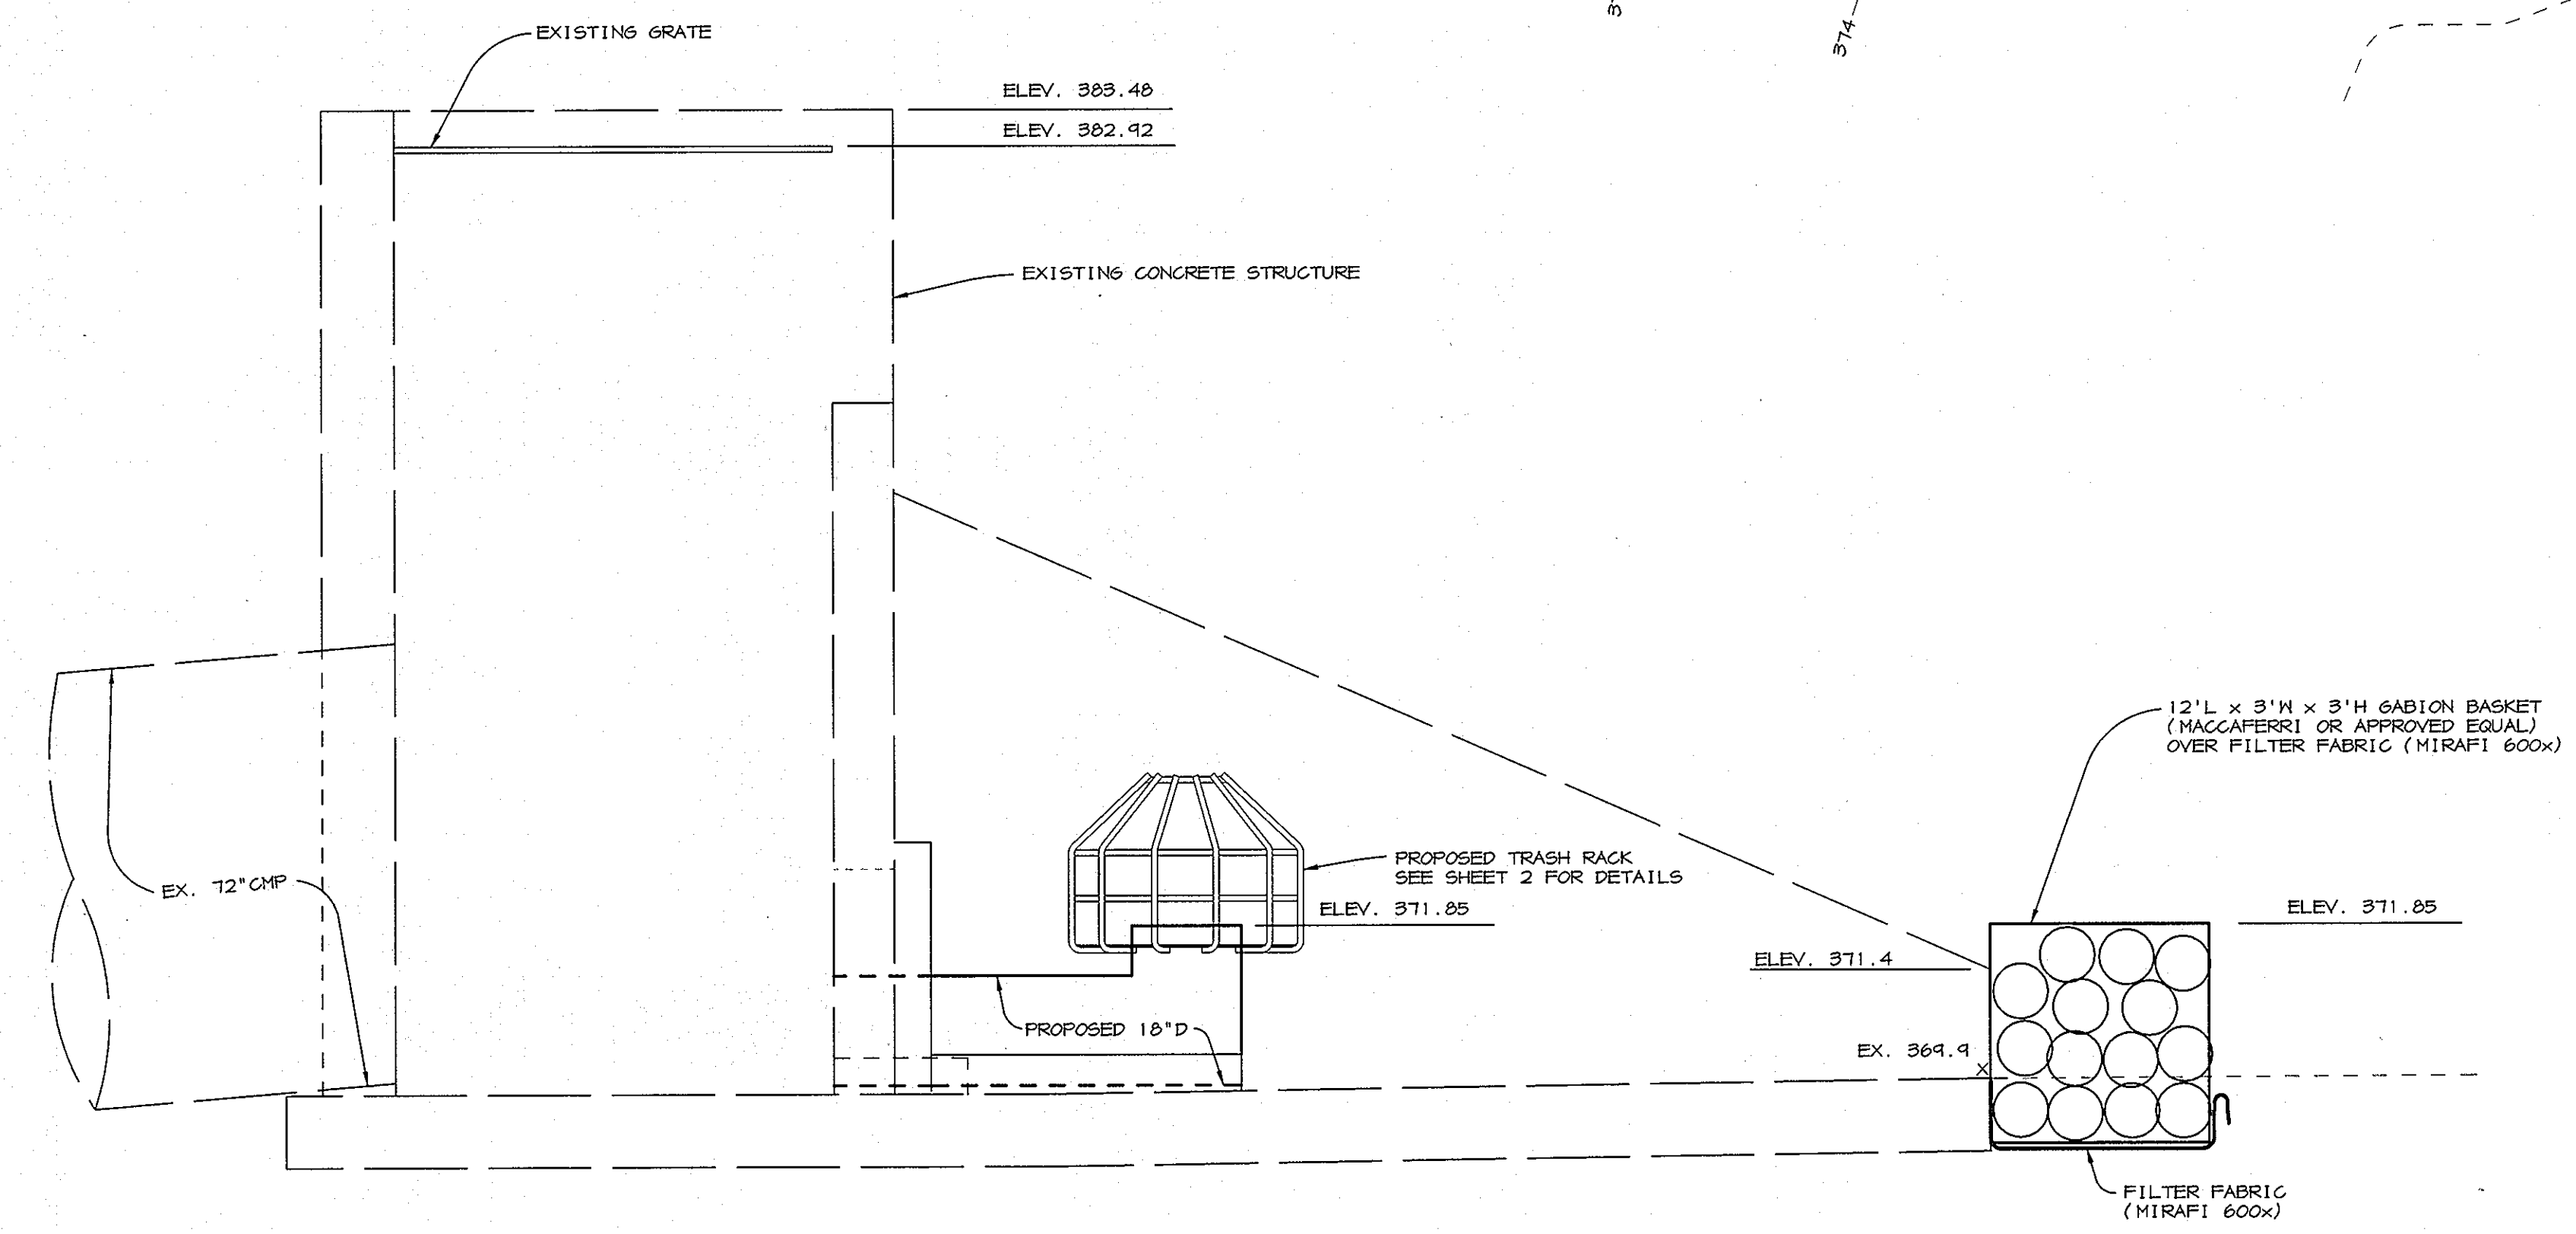 EXISTING GRATE
374
ELEV. 383.48
ELEV. 382.92
EXISTING CONCRETE STRUCTURE
12'L x 3'W x 3'H GABION BASKET
(MACCAFERRI OR APPROVED EQUAL)
OVER FILTER FABRIC (MIRAFI 600x)
PROPOSED TRASH RACK
SEE SHEET 2 FOR DETAILS
EX. 72"CMP
ELEV. 371.85
ELEV. 371.85
ELEV. 371.4
PROPOSED 18"D
EX. 369.9
x
FILTER FABRIC
(MIRAFI 600x)